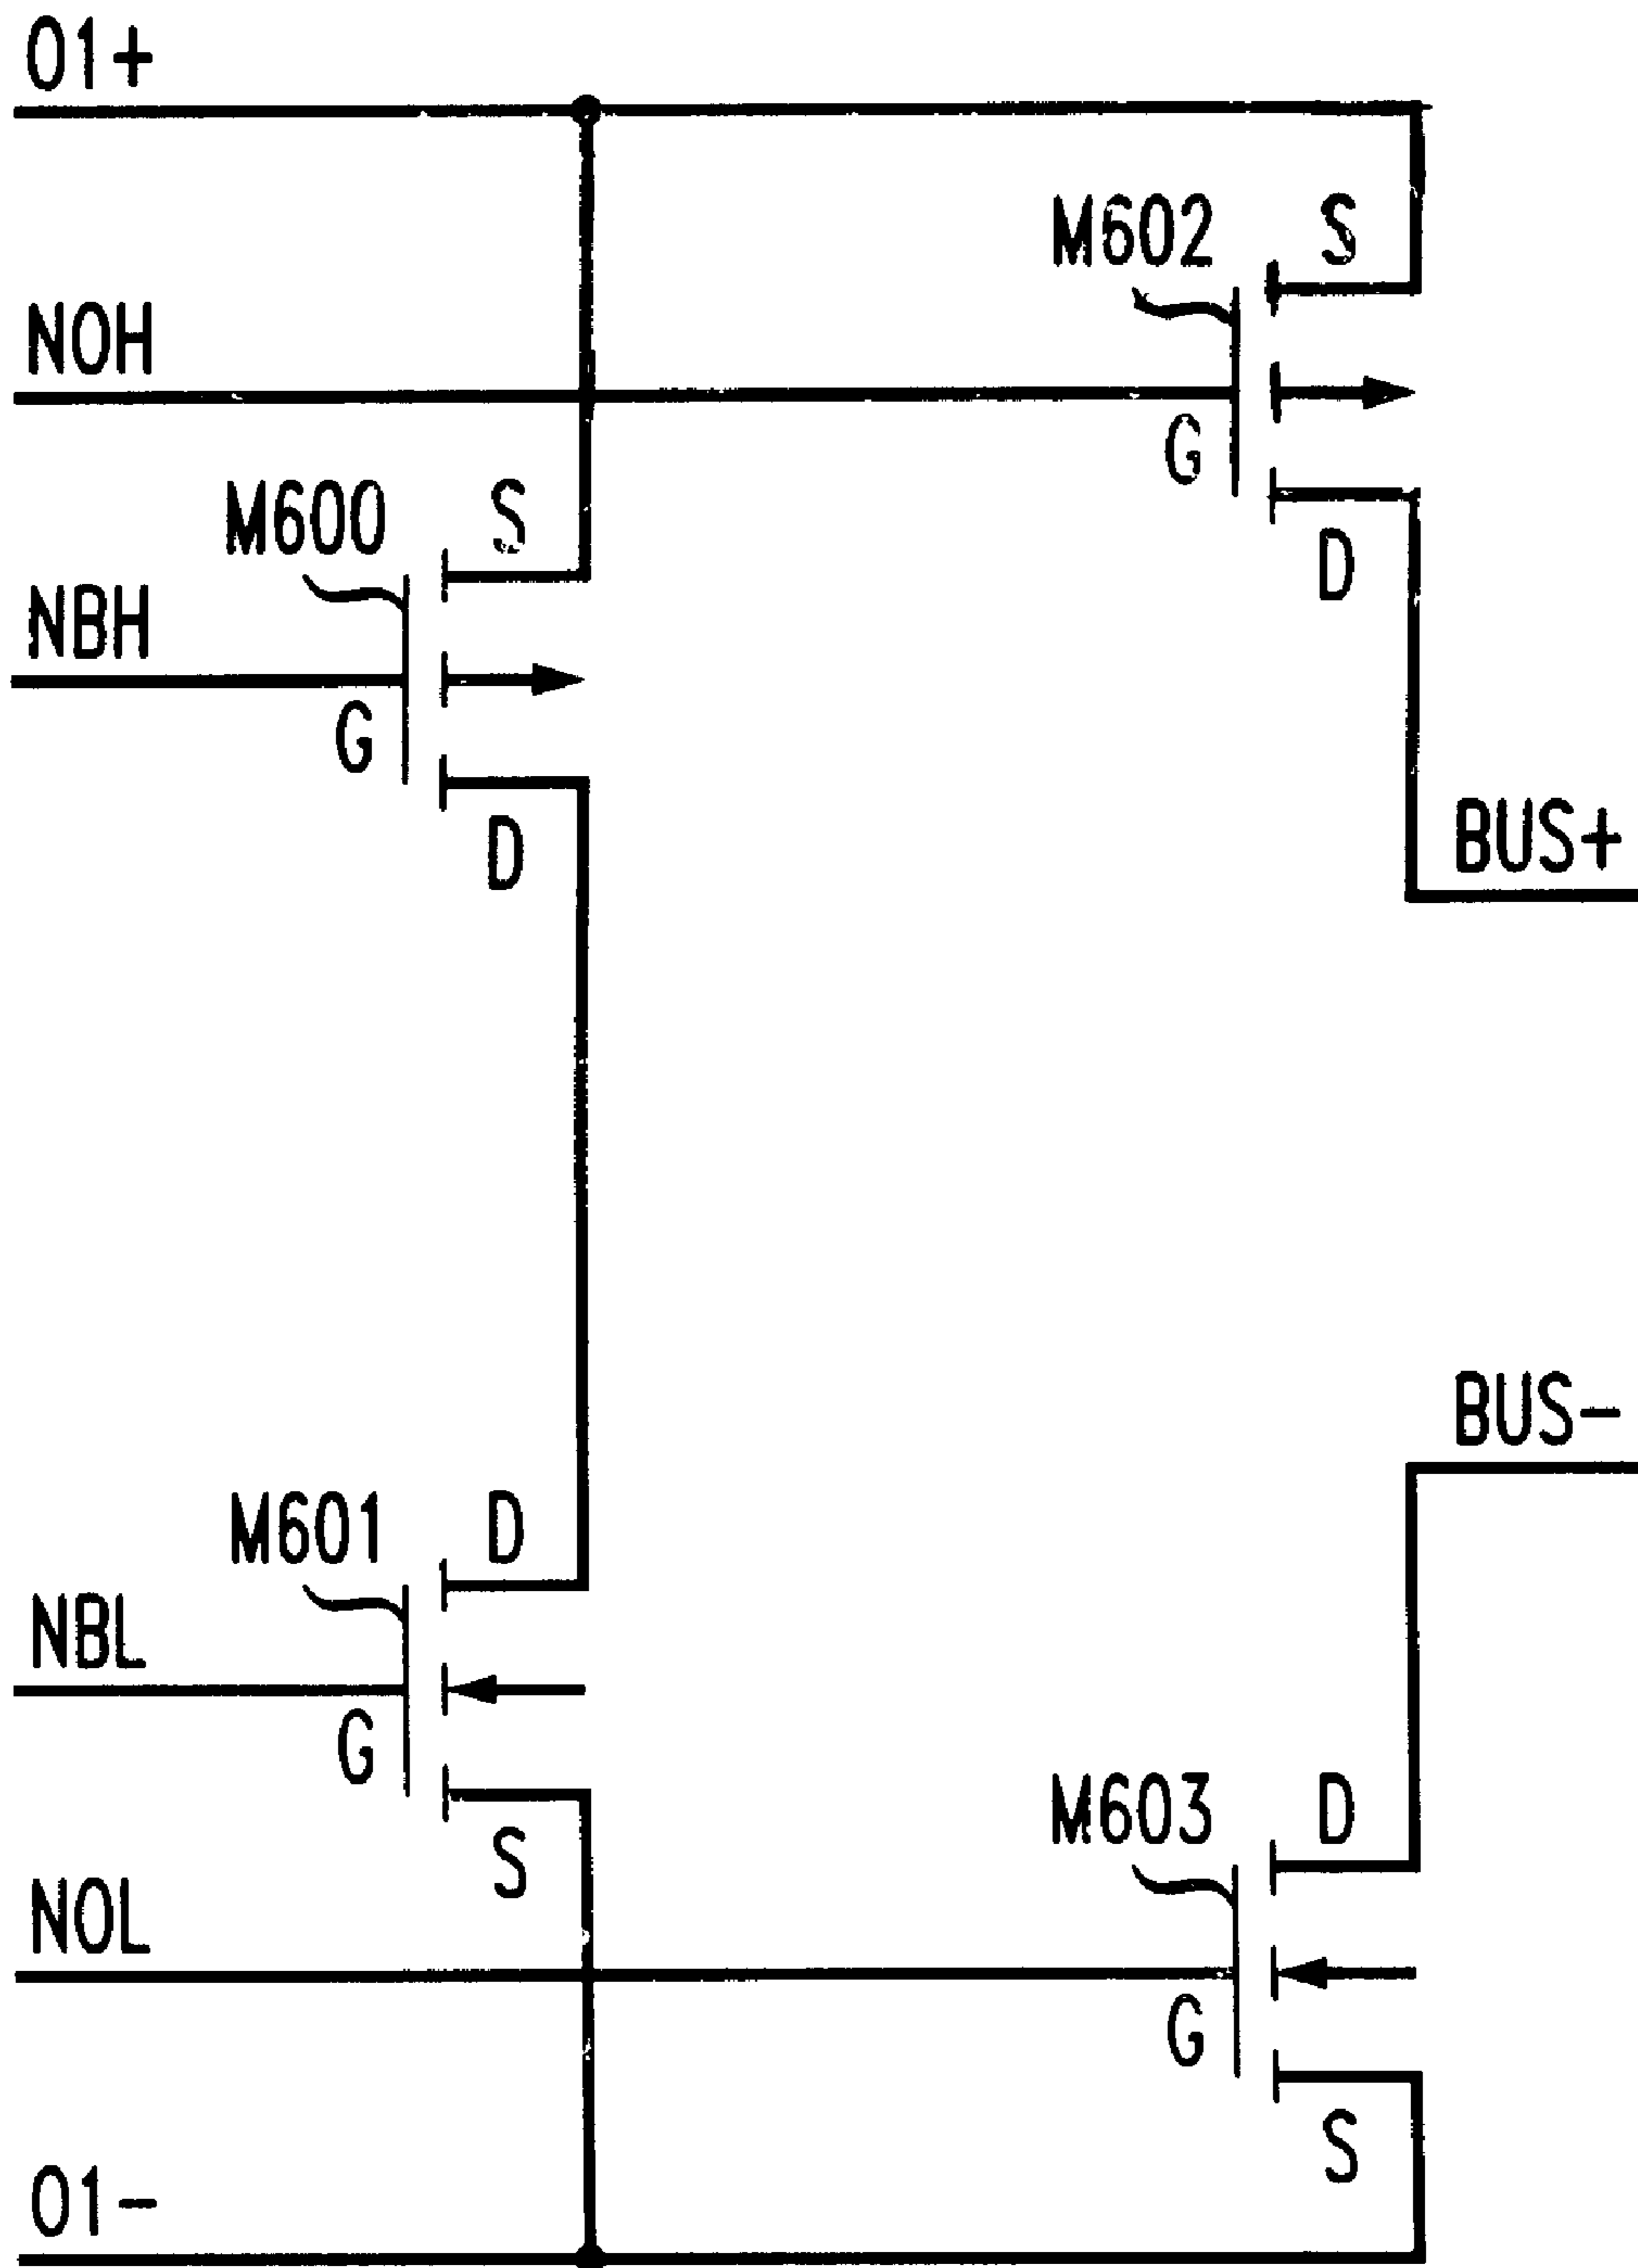 01+
M602 S
NOH
G
M600 S
D
NBH
G
D
BUS+
BUS-
M601 D
NBL
G
M603 D
S
NOL
G
S
01-